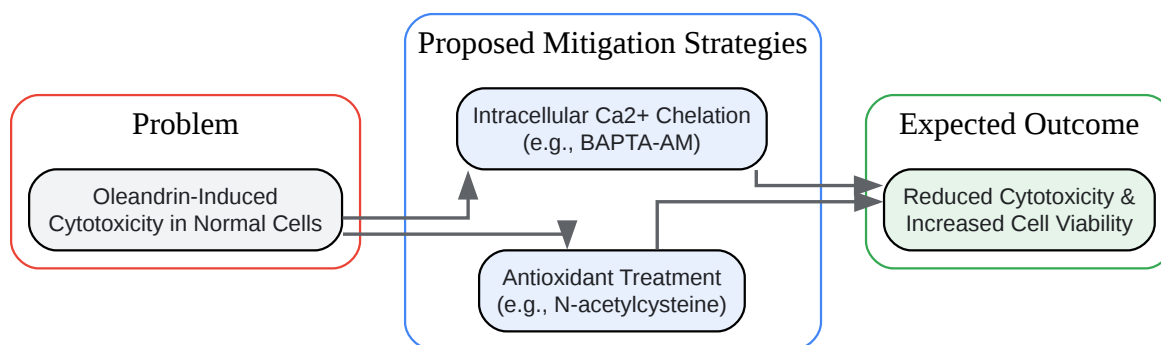 Problem
Oleandrin-Induced
Cytotoxicity in Normal Cells
Proposed Mitigation Strategies
Intracellular Ca2+ Chelation
(e.g., BAPTA-AM)
Antioxidant Treatment
(e.g., N-acetylcysteine)
Expected Outcome
Reduced Cytotoxicity &
Increased Cell Viability